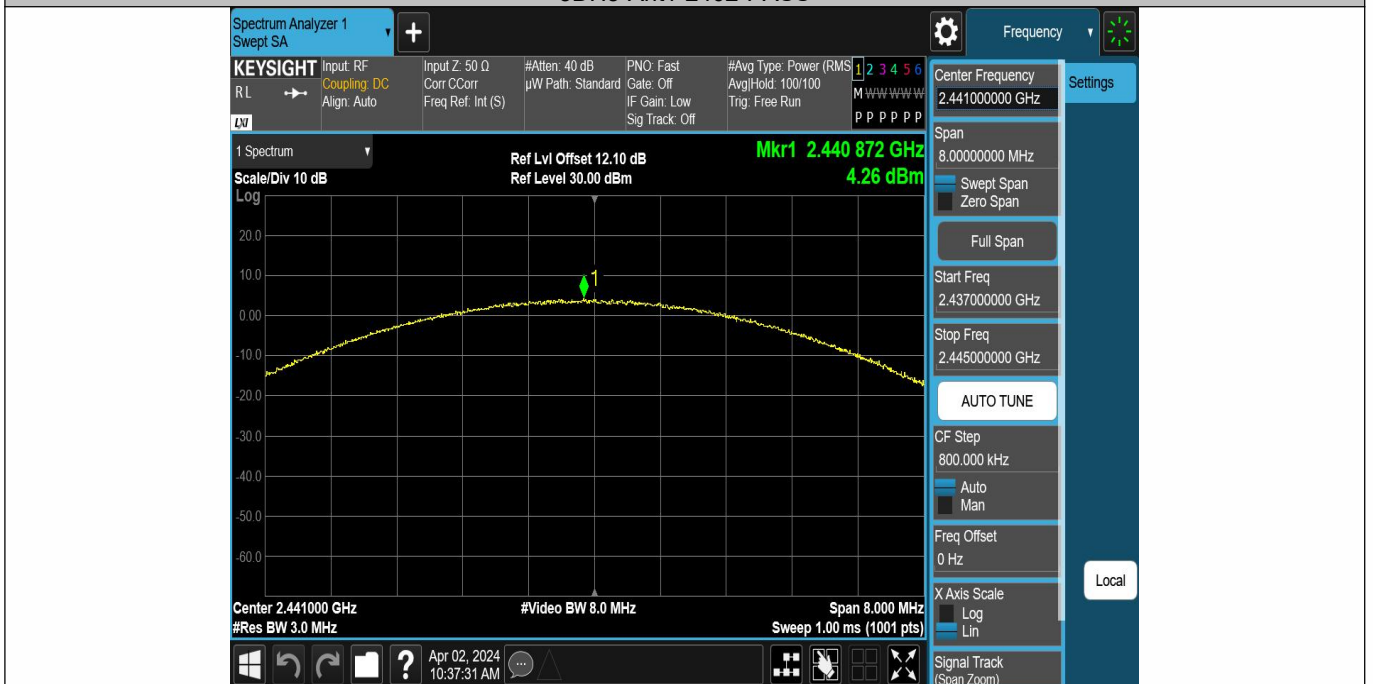 Spectrum Analyzer 1
Swept SA
+
Frequency
KEYSIGHT
RL
LXI
Input: RF
Coupling: DC
Align: Auto
Input Z: 50 Ω
Corr CCorr
Freq Ref: Int (S)
#Atten: 40 dB
µW Path: Standard
PNO: Fast
Gate: Off
IF Gain: Low
Sig Track: Off
#Avg Type: Power (RMS
Avg|Hold: 100/100
Trig: Free Run
1 2 3 4 5 6
M W W W W W
P P P P P P
1 Spectrum
Scale/Div 10 dB
Log
Ref Lvl Offset 12.10 dB
Ref Level 30.00 dBm
Mkr1 2.440 872 GHz
4.26 dBm
20.0
10.0
0.00
-10.0
-20.0
-30.0
-40.0
-50.0
-60.0
1
Center 2.441000 GHz
#Res BW 3.0 MHz
#Video BW 8.0 MHz
Span 8.000 MHz
Sweep 1.00 ms (1001 pts)
Center Frequency
2.441000000 GHz
Settings
Span
8.00000000 MHz
Swept Span
Zero Span
Full Span
Start Freq
2.437000000 GHz
Stop Freq
2.445000000 GHz
AUTO TUNE
CF Step
800.000 kHz
Auto
Man
Freq Offset
0 Hz
X Axis Scale
Log
Lin
Local
Signal Track
(Span Zoom)
?
Apr 02, 2024
10:37:31 AM